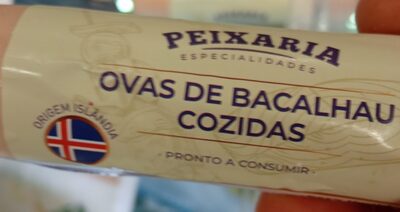 PEIXARIA
ESPECIALIDADES
OVAS DE BACALHAU
COZIDAS
· PRONTO A CONSUMIR ·
ORIGEM ISLÂNDIA